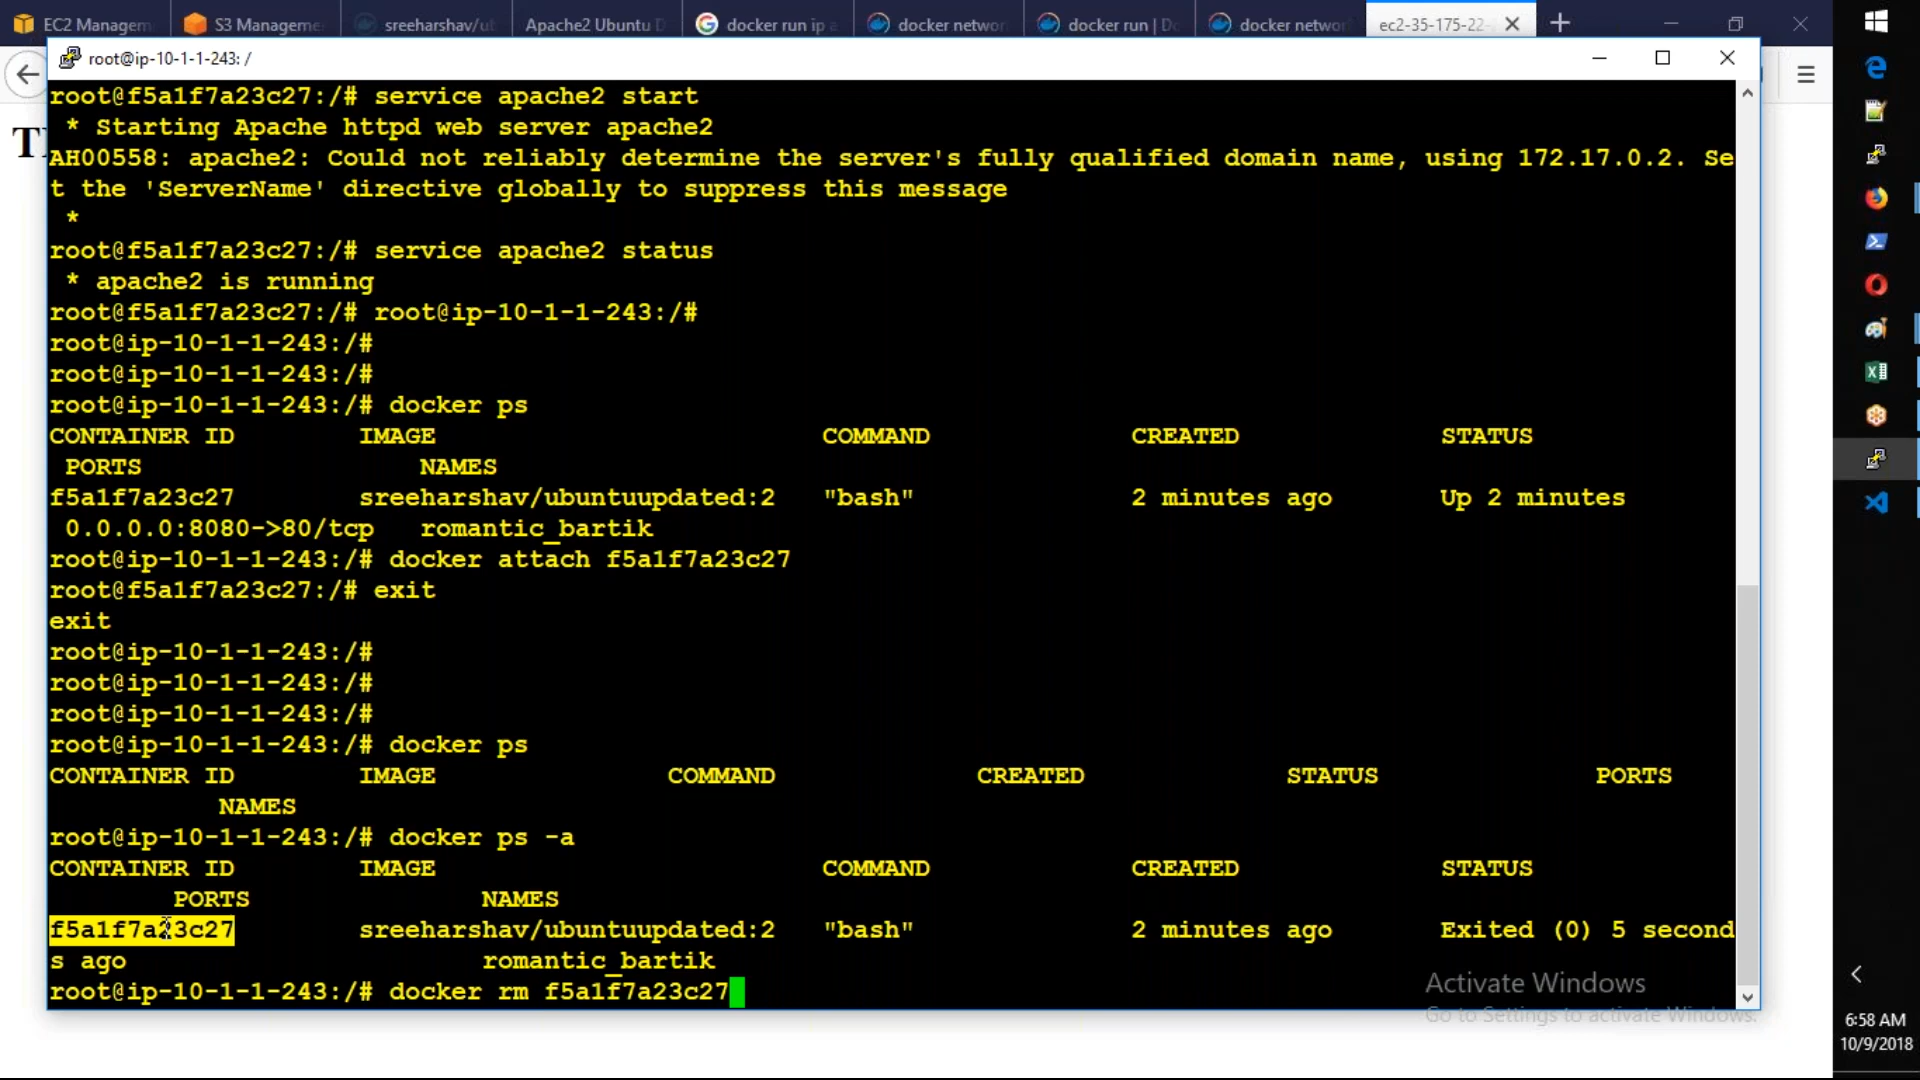 EC2 Managem
S3 Manageme
sreeharshav/u
Apache2 Ubuntu D
docker run ip a
docker networ
docker run | Do
docker network
ec2-35-175-22-
root@ip-10-1-1-243: /
root@f5a1f7a23c27:/# service apache2 start
* Starting Apache httpd web server apache2
AH00558: apache2: Could not reliably determine the server's fully qualified domain name, using 172.17.0.2. Se
t the 'ServerName' directive globally to suppress this message
*
root@f5a1f7a23c27:/# service apache2 status
* apache2 is running
root@f5a1f7a23c27:/# root@ip-10-1-1-243:/#
root@ip-10-1-1-243:/#
root@ip-10-1-1-243:/#
root@ip-10-1-1-243:/# docker ps
CONTAINER ID IMAGE COMMAND CREATED STATUS
PORTS NAMES
f5a1f7a23c27 sreeharshav/ubuntuupdated:2 "bash" 2 minutes ago Up 2 minutes
0.0.0.0:8080->80/tcp romantic_bartik
root@ip-10-1-1-243:/# docker attach f5a1f7a23c27
root@f5a1f7a23c27:/# exit
exit
root@ip-10-1-1-243:/#
root@ip-10-1-1-243:/#
root@ip-10-1-1-243:/#
root@ip-10-1-1-243:/# docker ps
CONTAINER ID IMAGE COMMAND CREATED STATUS PORTS
NAMES
root@ip-10-1-1-243:/# docker ps -a
CONTAINER ID IMAGE COMMAND CREATED STATUS
PORTS NAMES
f5a1f7a23c27 sreeharshav/ubuntuupdated:2 "bash" 2 minutes ago Exited (0) 5 second
s ago romantic_bartik
root@ip-10-1-1-243:/# docker rm f5a1f7a23c27
Activate Windows
Go to Settings to activate Windows.
6:58 AM
10/9/2018